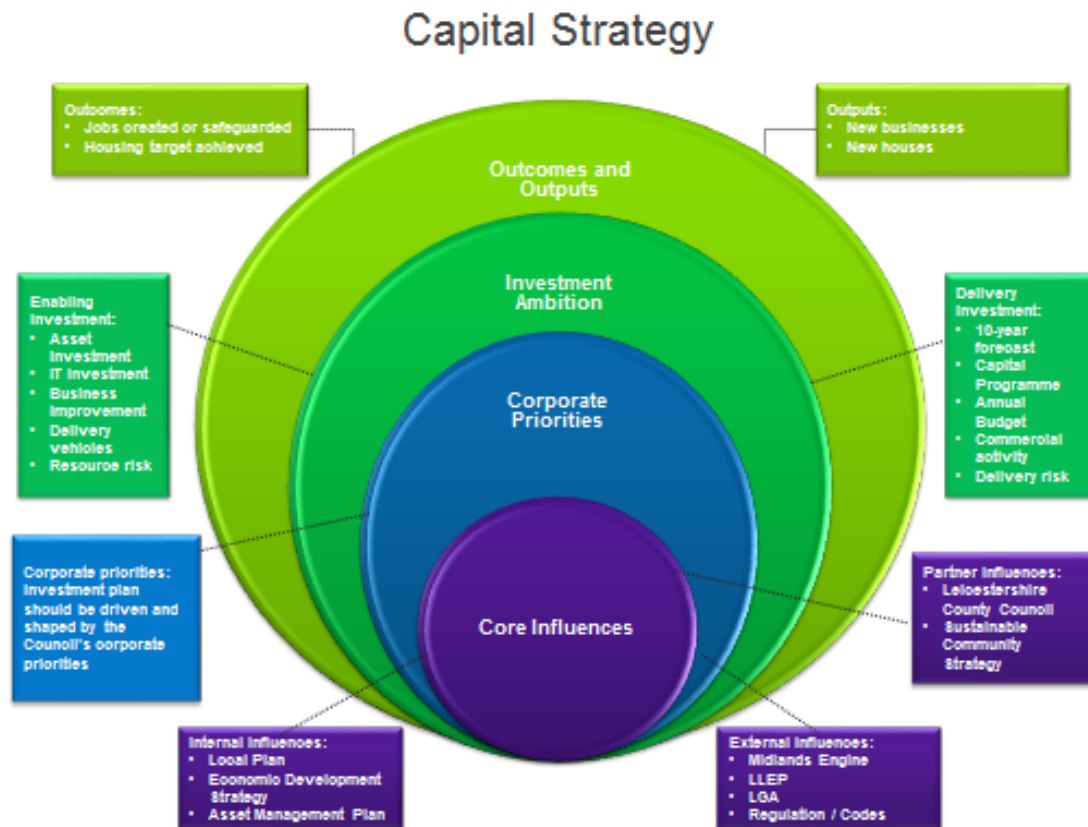 Capital Strategy
Outcomes:
• Jobs created or safeguarded
• Housing target achieved
Outputs:
• New businesses
• New houses
Outcomes and
Outputs
Investment
Ambition
Enabling
Investment:
• Asset
Investment
• IT Investment
• Business
Improvement
• Delivery
vehicles
• Resource risk
Delivery
Investment:
• 10-year
forecast
• Capital
Programme
• Annual
Budget
• Commercial
activity
• Delivery risk
Corporate
Priorities
Corporate priorities:
Investment plan
should be driven and
shaped by the
Council's corporate
priorities
Partner Influences:
• Leicestershire
County Council
• Sustainable
Community
Strategy
Core Influences
Internal Influences:
• Local Plan
• Economic Development
Strategy
• Asset Management Plan
External Influences:
• Midlands Engine
• LLEP
• LGA
• Regulation / Codes